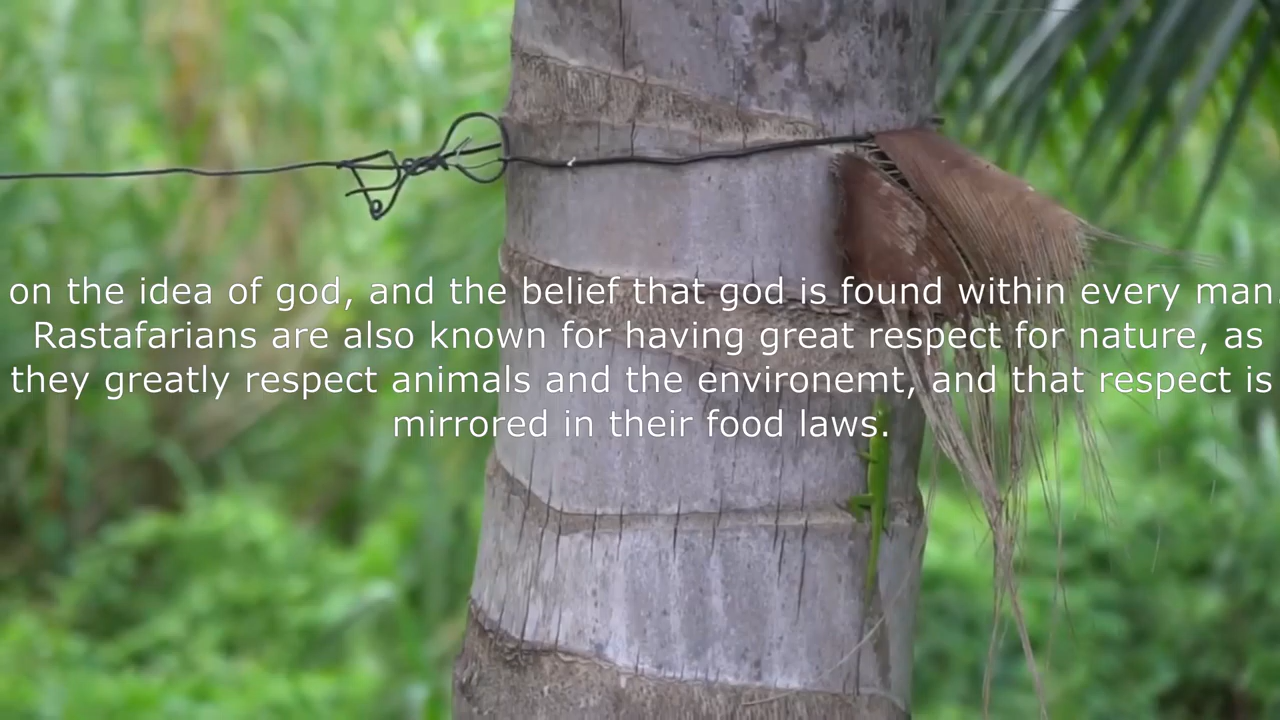 on the idea of god, and the belief that god is found within every man.
Rastafarians are also known for having great respect for nature, as
they greatly respect animals and the environemt, and that respect is
mirrored in their food laws.